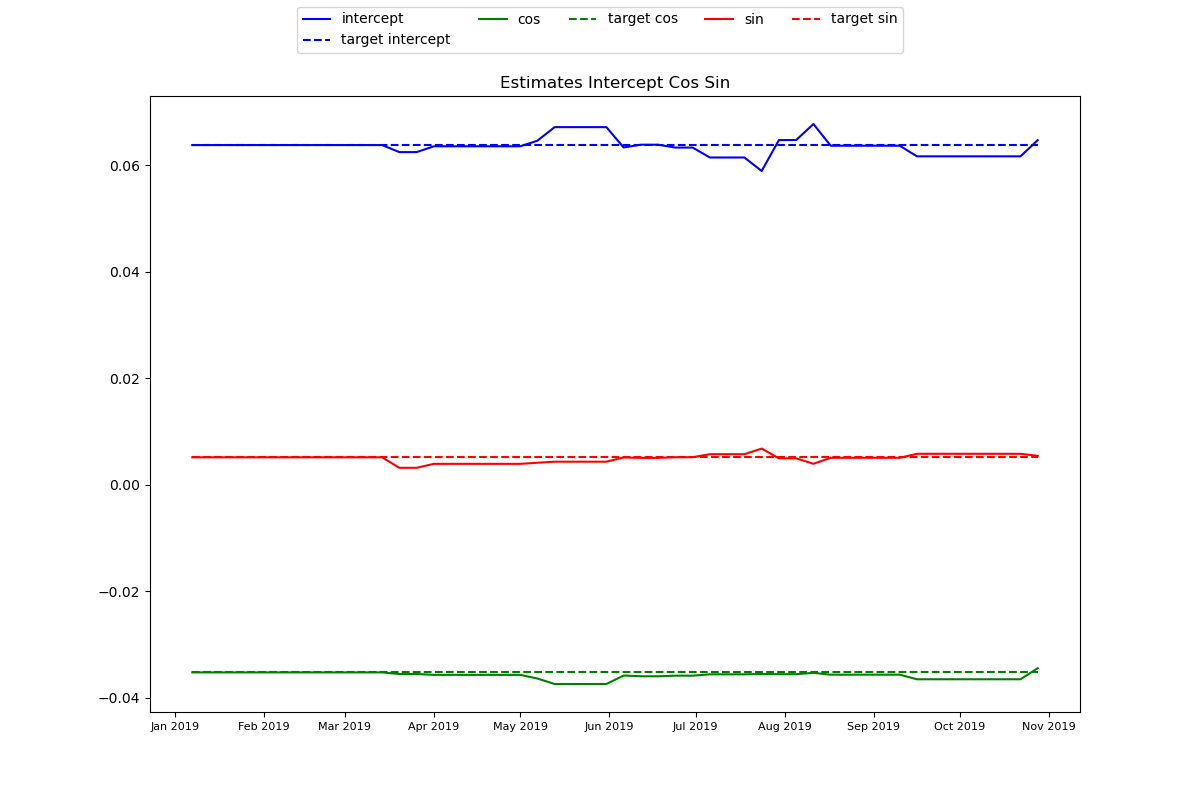 intercept cos target cos sin target sin
target intercept
Estimates Intercept Cos Sin
0.06
0.04
0.02
0.00
−0.02
−0.04
Jan 2019 Feb 2019 Mar 2019 Apr 2019 May 2019 Jun 2019 Jul 2019 Aug 2019 Sep 2019 Oct 2019 Nov 2019